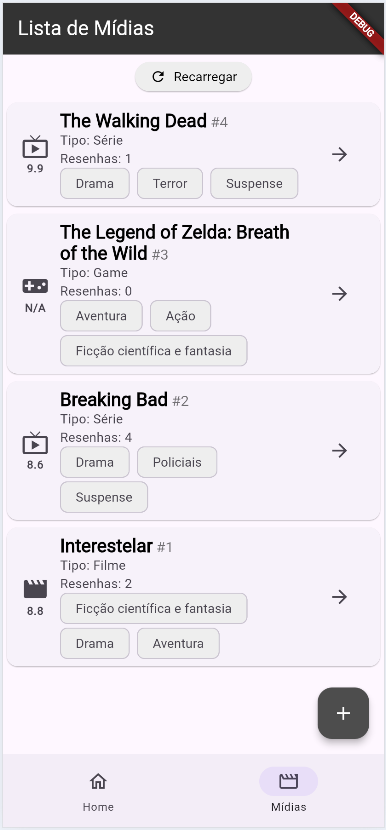 Lista de Mídias
DEBUG
Recarregar
The Walking Dead #4
Tipo: Série
Resenhas: 1
Drama Terror Suspense
9.9
The Legend of Zelda: Breath
of the Wild #3
Tipo: Game
Resenhas: 0
N/A
Aventura Ação
Ficção científica e fantasia
Breaking Bad #2
Tipo: Série
Resenhas: 4
8.6
Drama Policiais
Suspense
Interestelar #1
Tipo: Filme
Resenhas: 2
8.8
Ficção científica e fantasia
Drama Aventura
+
Home Mídias